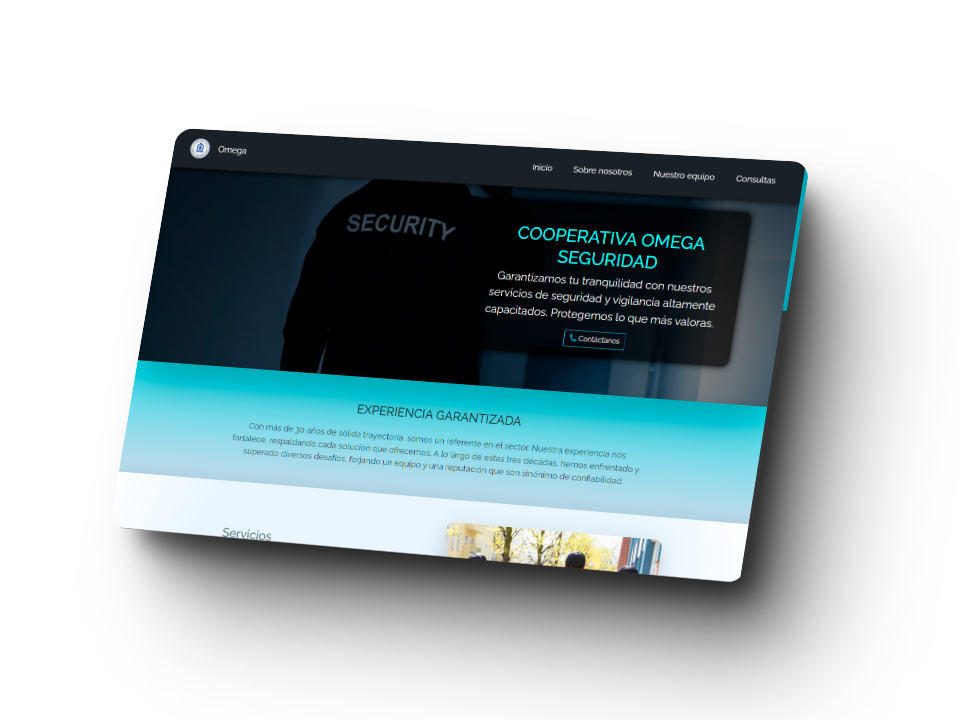 Omega
Inicio
Sobre nosotros
Nuestro equipo
Consultas
SECURITY
COOPERATIVA OMEGA
SEGURIDAD
Garantizamos tu tranquilidad con nuestros
servicios de seguridad y vigilancia altamente
capacitados. Protegemos lo que más valoras.
Contáctanos
EXPERIENCIA GARANTIZADA
Con más de 30 años de sólida trayectoria, somos un referente en el sector. Nuestra experiencia nos
fortalece, respaldando cada solución que ofrecemos. A lo largo de estas tres décadas, hemos enfrentado y
superado diversos desafíos, forjando un equipo y una reputación que son sinónimo de confiabilidad.
Servicios